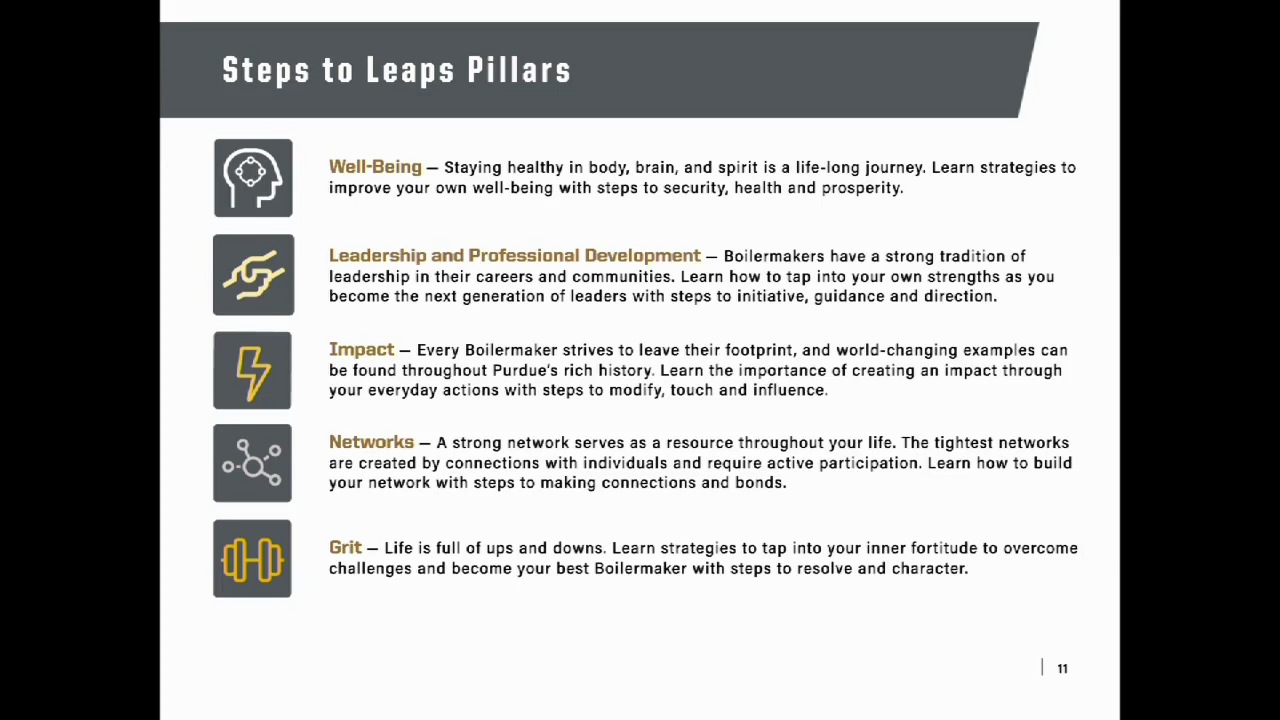 Steps to Leaps Pillars
Well-Being — Staying healthy in body, brain, and spirit is a life-long journey. Learn strategies to
improve your own well-being with steps to security, health and prosperity.
Leadership and Professional Development — Boilermakers have a strong tradition of
leadership in their careers and communities. Learn how to tap into your own strengths as you
become the next generation of leaders with steps to initiative, guidance and direction.
Impact — Every Boilermaker strives to leave their footprint, and world-changing examples can
be found throughout Purdue's rich history. Learn the importance of creating an impact through
your everyday actions with steps to modify, touch and influence.
Networks — A strong network serves as a resource throughout your life. The tightest networks
are created by connections with individuals and require active participation. Learn how to build
your network with steps to making connections and bonds.
Grit — Life is full of ups and downs. Learn strategies to tap into your inner fortitude to overcome
challenges and become your best Boilermaker with steps to resolve and character.
11